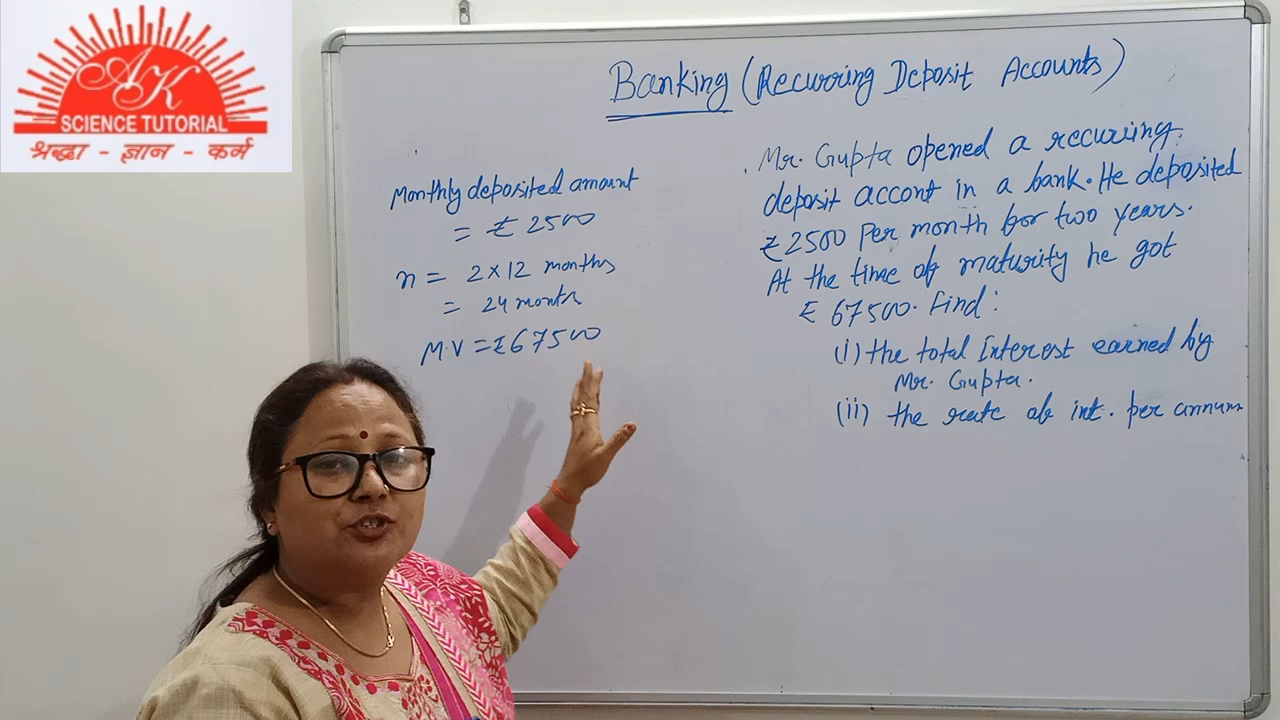 AK
SCIENCE TUTORIAL
श्रद्धा - ज्ञान - कर्म
Banking (Recurring Deposit Accounts)
Monthly deposited amount
= ₹ 2500
n = 2×12 months
= 24 months
M.V = ₹67500
Mr. Gupta opened a recurring
deposit accont in a bank. He deposited
₹2500 Per month for two years.
At the time of maturity he got
₹ 67500. Find:
(i) the total Interest earned by
Mr. Gupta.
(ii) the rate of int. per annum